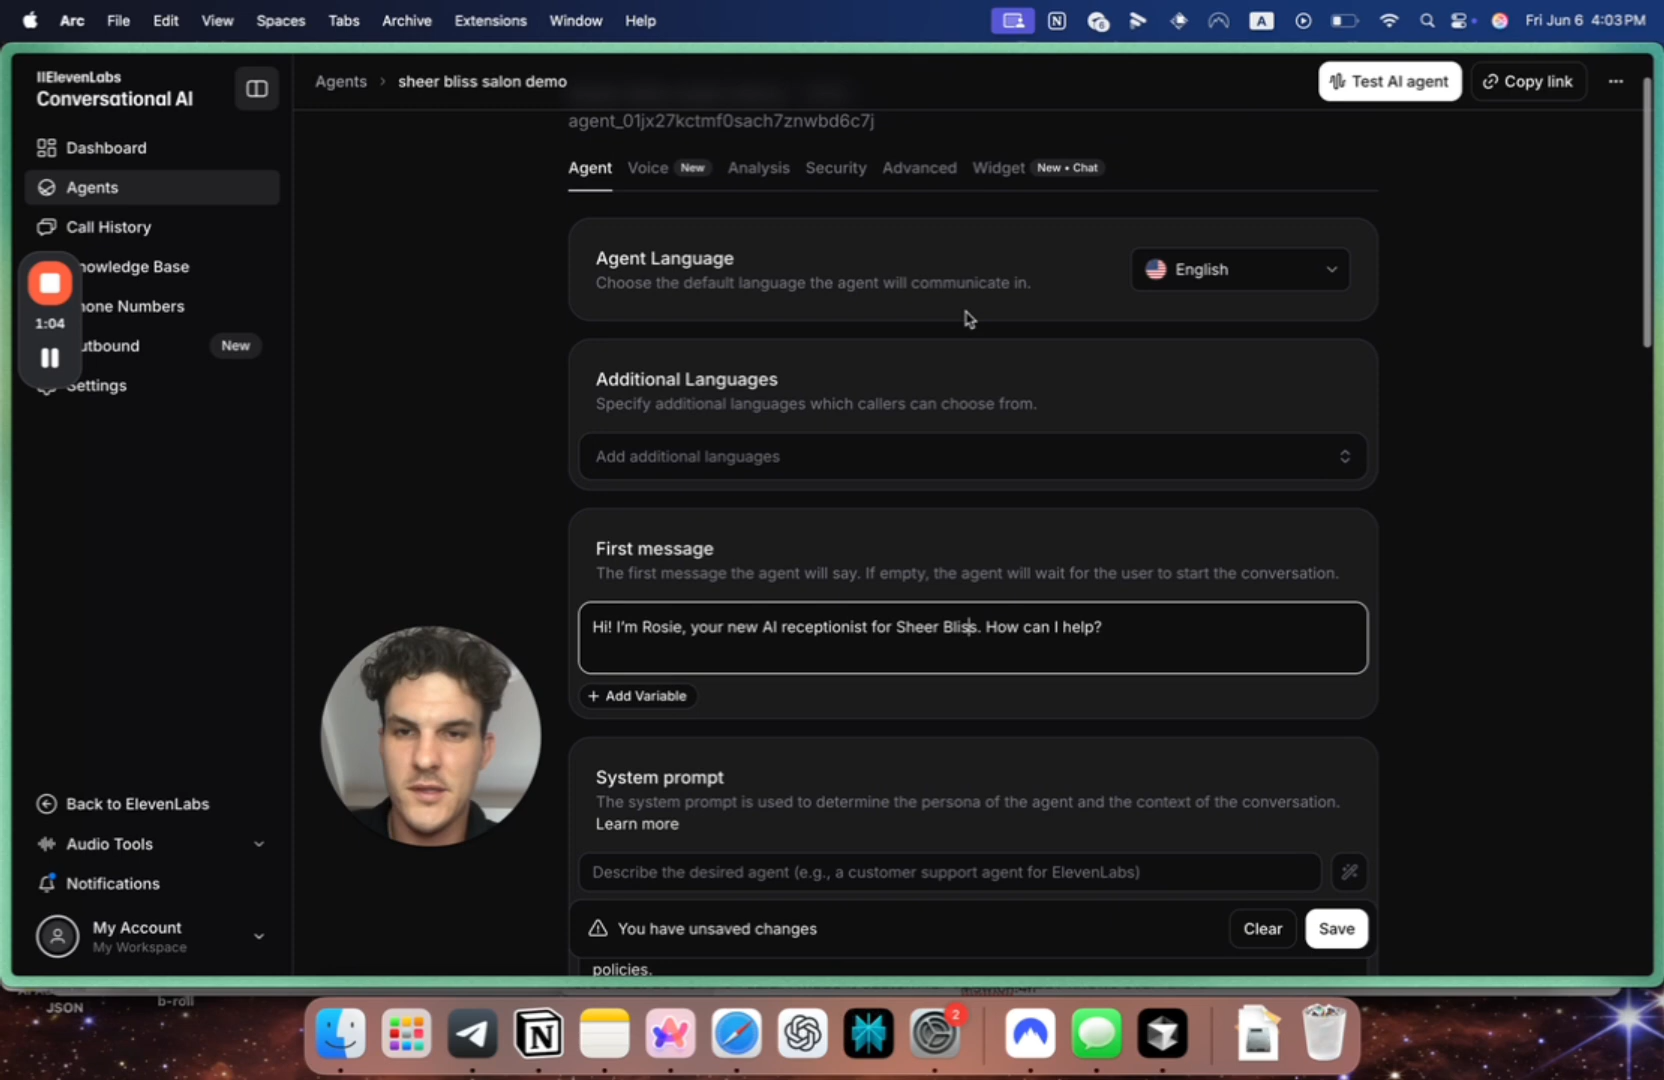 Arc File Edit View Spaces Tabs Archive Extensions Window Help
A
Fri Jun 6 4:03 PM
IIElevenLabs
Conversational AI
Agents > sheer bliss salon demo
Test AI agent
Copy link
agent_01jx27kctmf0sach7znwbd6c7j
Dashboard
Agents
Call History
nowledge Base
hone Numbers
utbound New
Settings
1:04
Agent Voice New Analysis Security Advanced Widget New • Chat
Agent Language
Choose the default language the agent will communicate in.
English
Additional Languages
Specify additional languages which callers can choose from.
Add additional languages
First message
The first message the agent will say. If empty, the agent will wait for the user to start the conversation.
Hi! I'm Rosie, your new AI receptionist for Sheer Bliss. How can I help?
+ Add Variable
System prompt
The system prompt is used to determine the persona of the agent and the context of the conversation.
Learn more
Describe the desired agent (e.g., a customer support agent for ElevenLabs)
You have unsaved changes
Clear
Save
policies.
Back to ElevenLabs
Audio Tools
Notifications
My Account
My Workspace
JSON
b-roll
2